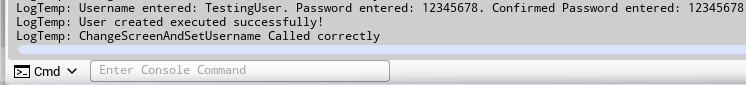 LogTemp: Username entered: TestingUser. Password entered: 12345678. Confirmed Password entered: 12345678
LogTemp: User created executed successfully!
LogTemp: ChangeScreenAndSetUsername Called correctly
Cmd
Enter Console Command